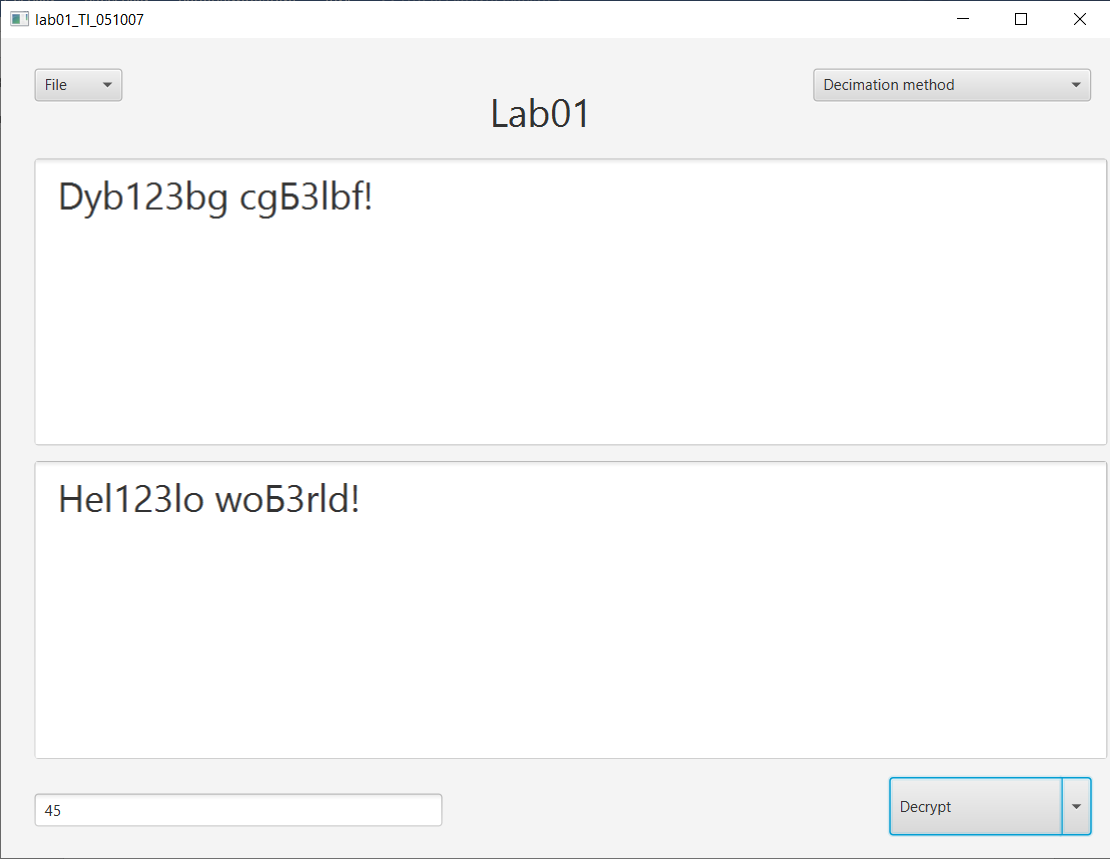 lab01_TI_051007
File
Decimation method
Lab01
Dyb123bg cgБ3lbf!
Hel123lo woБ3rld!
45
Decrypt